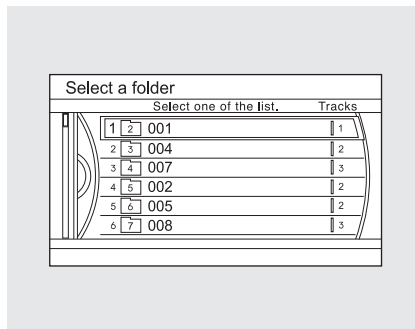 Select a folder
Select one of the list. Tracks
1 2 001 1
2 3 004 2
3 4 007 3
4 5 002 2
5 6 005 2
6 7 008 3